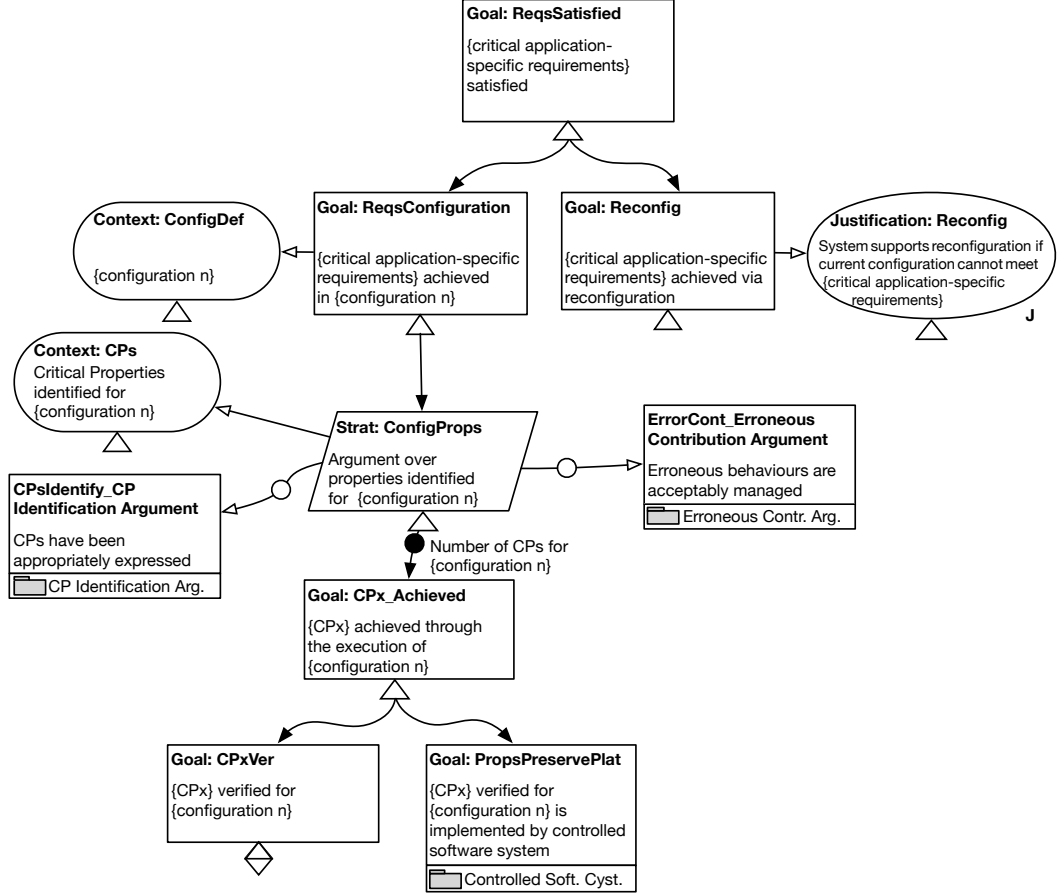 Goal: ReqsSatisfied
{critical application-
specific requirements}
satisfied
Context: ConfigDef
{configuration n}
Goal: ReqsConfiguration
{critical application-specific
requirements} achieved
in {configuration n}
Goal: Reconfig
{critical application-specific
requirements} achieved via
reconfiguration
Justification: Reconfig
System supports reconfiguration if
current configuration cannot meet
{critical application-specific
requirements}
J
Context: CPs
Critical Properties
identified for
{configuration n}
Strat: ConfigProps
Argument over
properties identified
for {configuration n}
ErrorCont_Erroneous
Contribution Argument
Erroneous behaviours are
acceptably managed
Erroneous Contr. Arg.
CPsIdentify_CP
Identification Argument
CPs have been
appropriately expressed
CP Identification Arg.
Number of CPs for
{configuration n}
Goal: CPx_Achieved
{CPx} achieved through
the execution of
{configuration n}
Goal: CPxVer
{CPx} verified for
{configuration n}
Goal: PropsPreservePlat
{CPx} verified for
{configuration n} is
implemented by controlled
software system
Controlled Soft. Cyst.